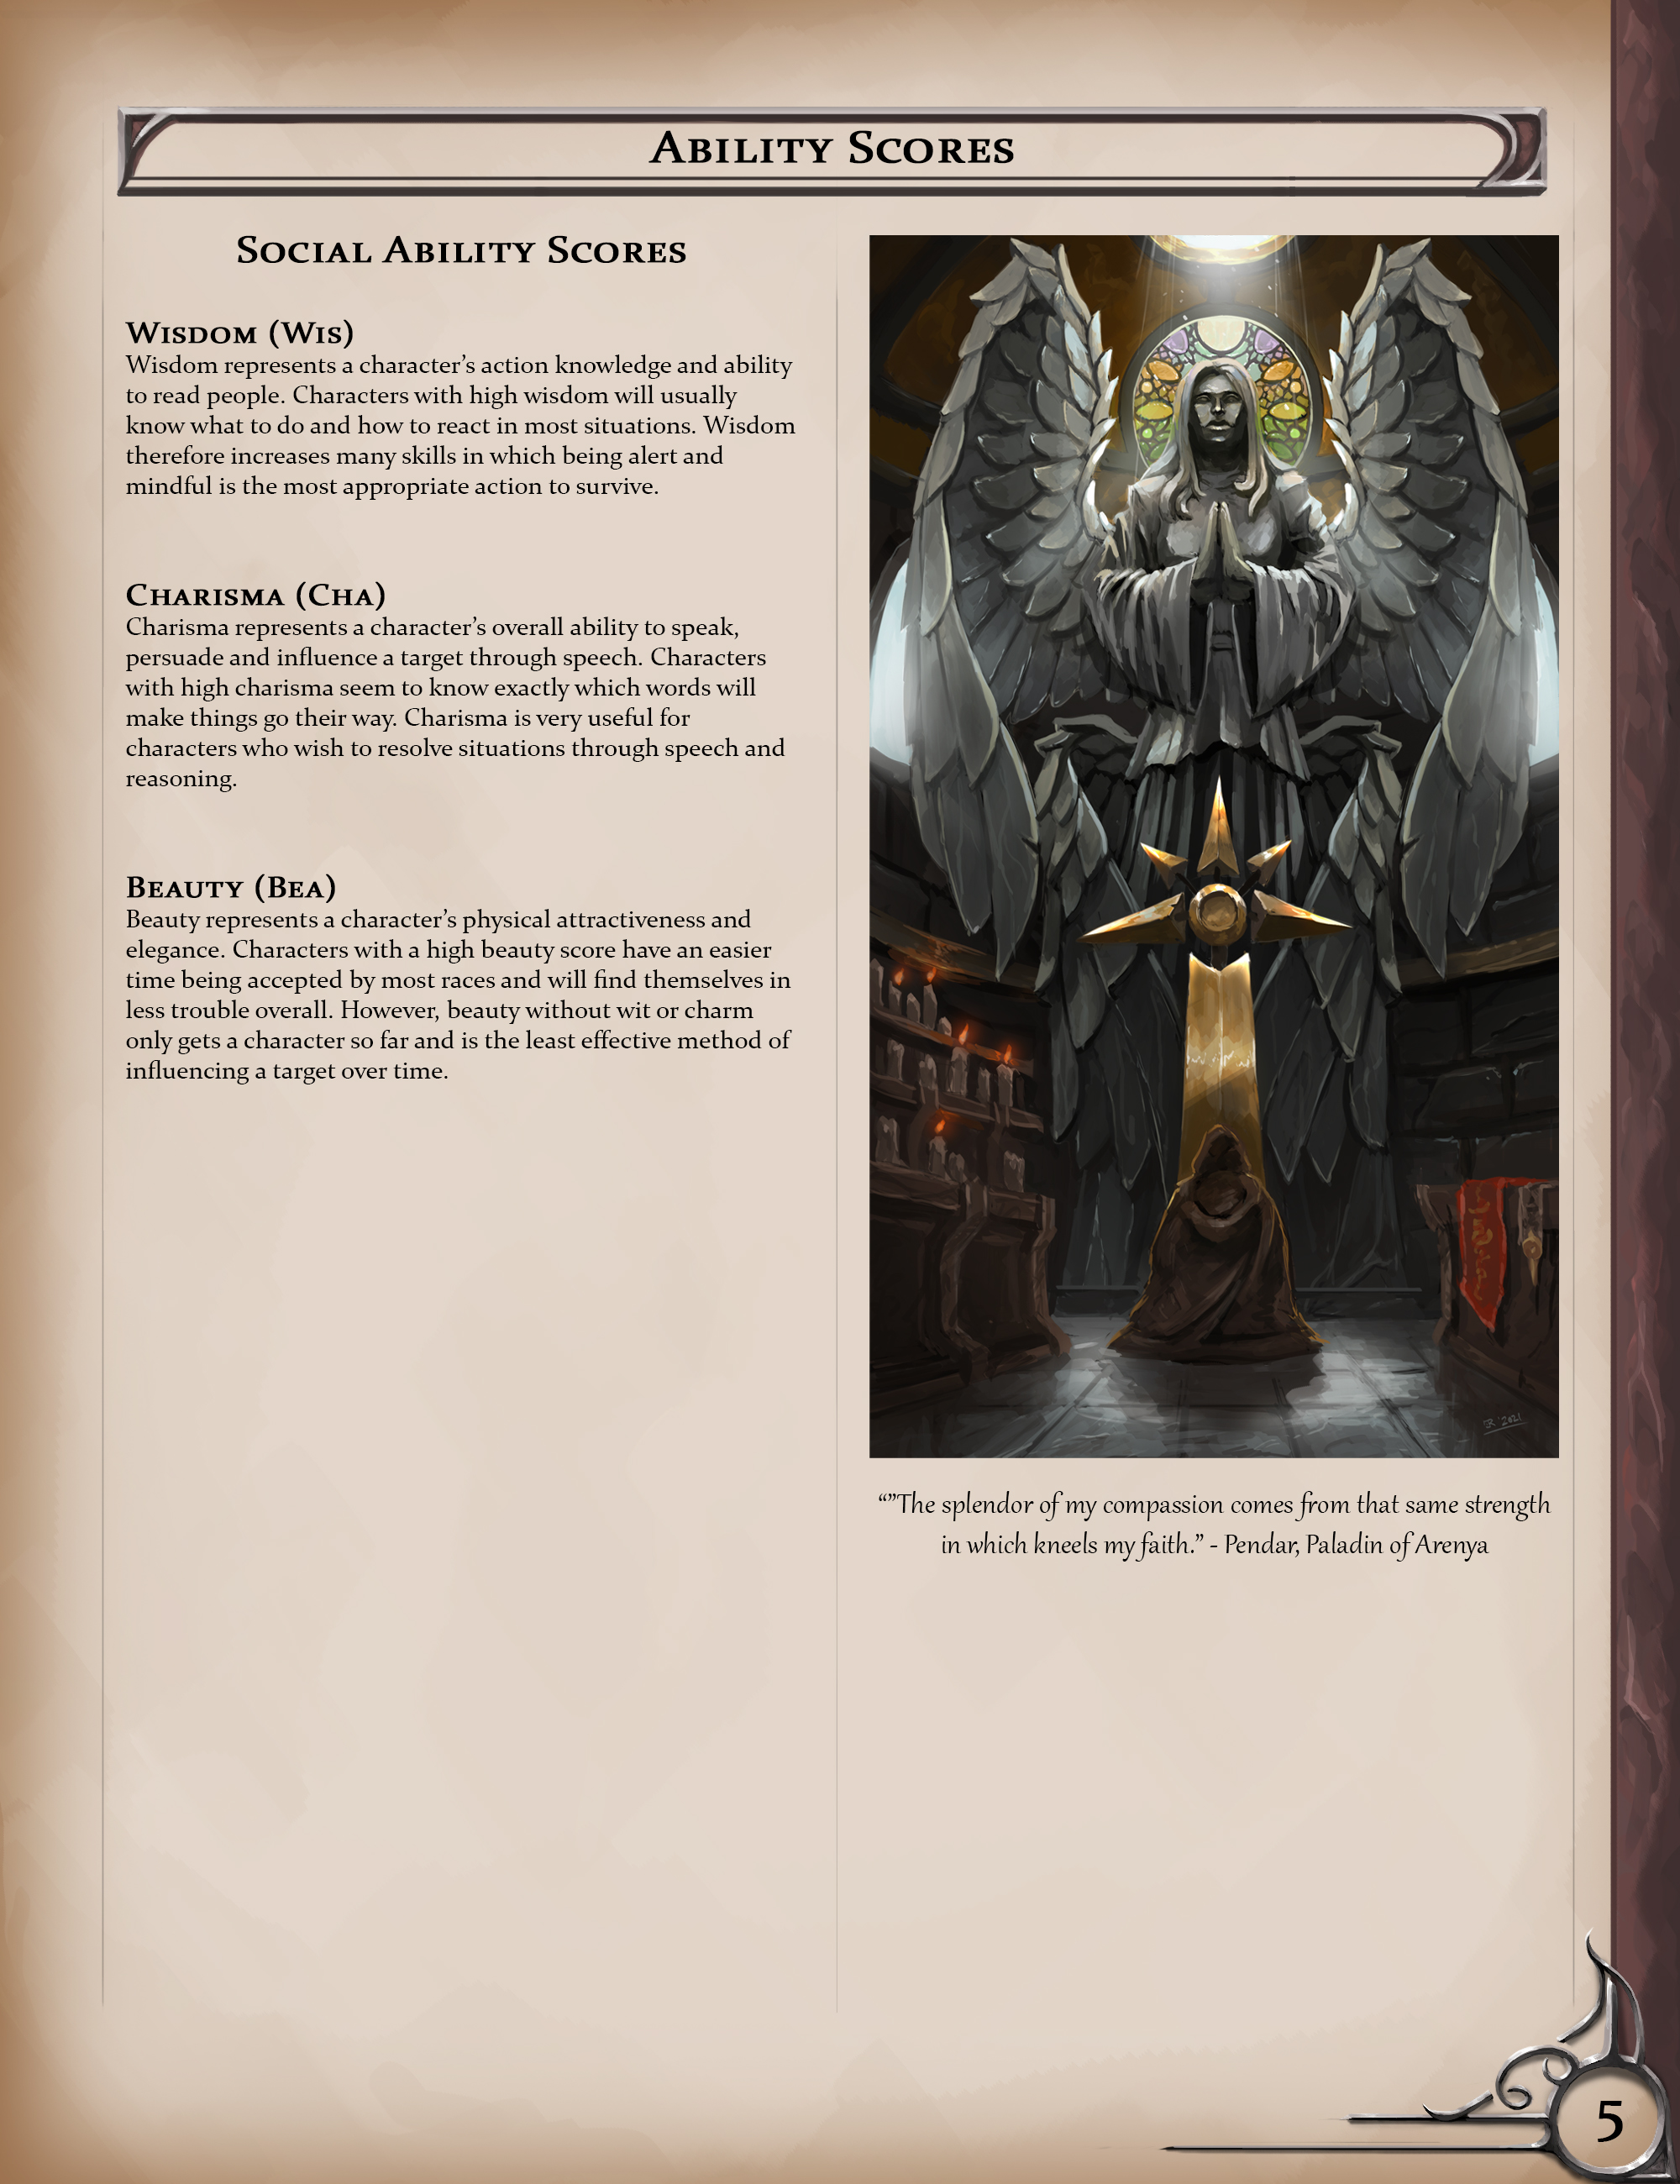 Ability Scores
Social Ability Scores
Wisdom (Wis)
Wisdom represents a character’s action knowledge and ability
to read people. Characters with high wisdom will usually
know what to do and how to react in most situations. Wisdom
therefore increases many skills in which being alert and
mindful is the most appropriate action to survive.
Charisma (Cha)
Charisma represents a character’s overall ability to speak,
persuade and influence a target through speech. Characters
with high charisma seem to know exactly which words will
make things go their way. Charisma is very useful for
characters who wish to resolve situations through speech and
reasoning.
Beauty (Bea)
Beauty represents a character’s physical attractiveness and
elegance. Characters with a high beauty score have an easier
time being accepted by most races and will find themselves in
less trouble overall. However, beauty without wit or charm
only gets a character so far and is the least effective method of
influencing a target over time.
'2021
“”The splendor of my compassion comes from that same strength
in which kneels my faith.” - Pendar, Paladin of Arenya
5